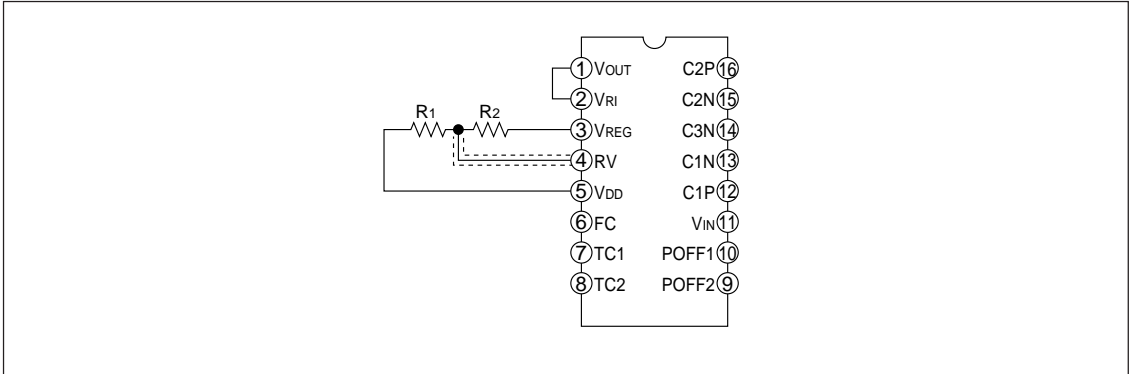 1 VOUT C2P 16
2 VRI C2N 15
R1 R2 3 VREG C3N 14
4 RV C1N 13
5 VDD C1P 12
6 FC VIN 11
7 TC1 POFF1 10
8 TC2 POFF2 9